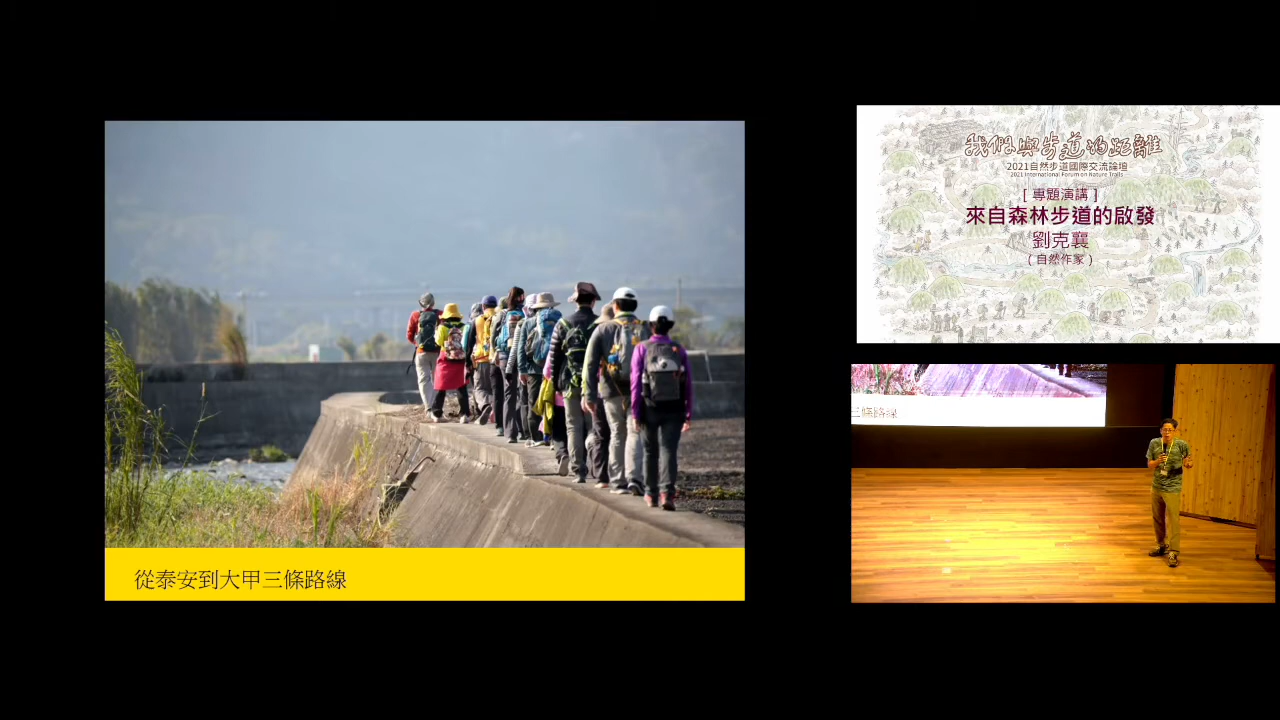 從泰安到大甲三條路線
我們與步道的距離
2021自然步道國際交流論壇
2021 International Forum on Nature Trails
[ 專題演講 ]
來自森林步道的啟發
劉克襄
( 自然作家 )
三條路線